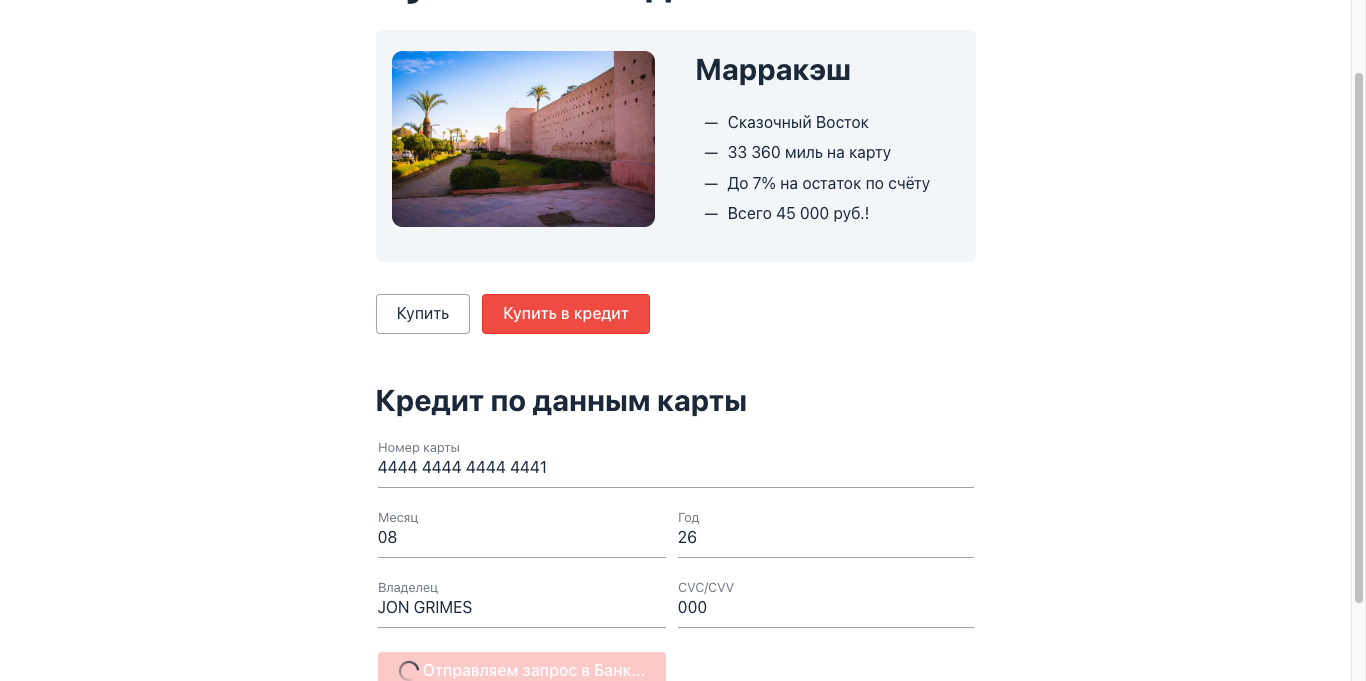 Марракэш
— Сказочный Восток
— 33 360 миль на карту
— До 7% на остаток по счёту
— Всего 45 000 руб.!
Купить
Купить в кредит
Кредит по данным карты
Номер карты
4444 4444 4444 4441
Месяц
Год
08
26
Владелец
CVC/CVV
JON GRIMES
000
Отправляем запрос в Банк...